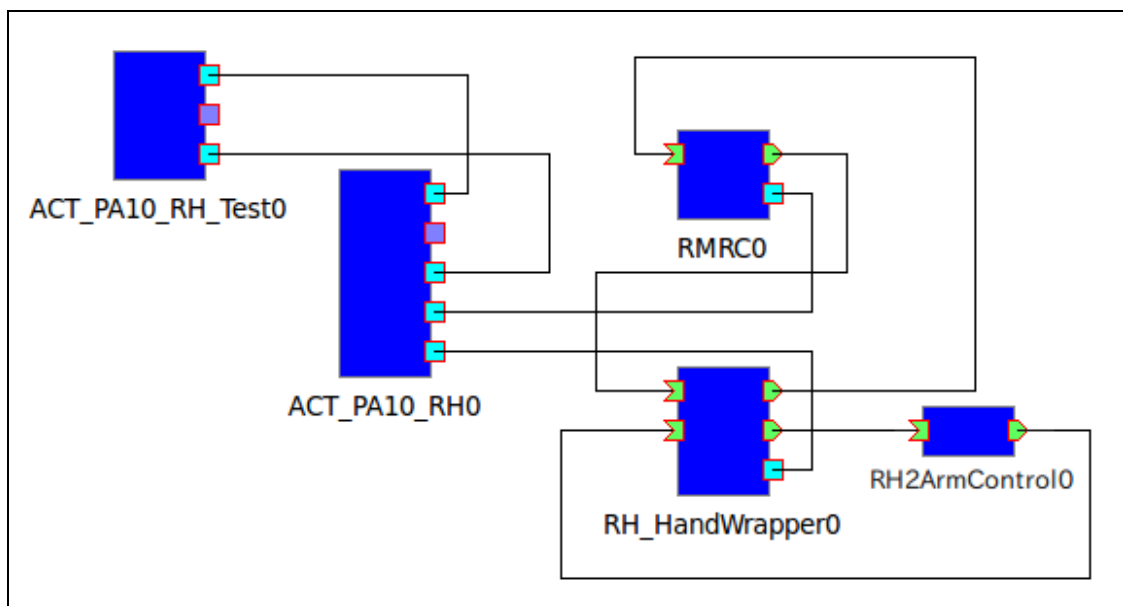 ACT_PA10_RH_Test0
RMRC0
ACT_PA10_RH0
RH2ArmControl0
RH_HandWrapper0